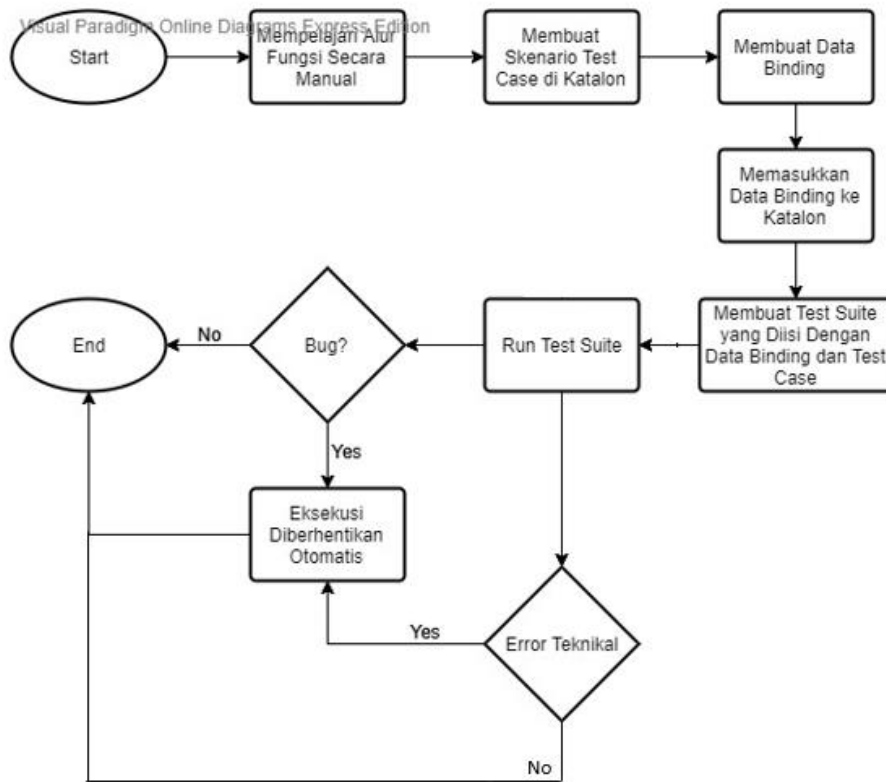 Visual Paradigm Online Diagrams Express Edition
Start
Mempelajari Alur
Fungsi Secara
Manual
Membuat
Skenario Test
Case di Katalon
Membuat Data
Binding
Memasukkan
Data Binding ke
Katalon
Membuat Test Suite
yang Diisi Dengan
Data Binding dan Test
Case
Run Test Suite
Bug?
No
End
Yes
Eksekusi
Diberhentikan
Otomatis
Error Teknikal
Yes
No